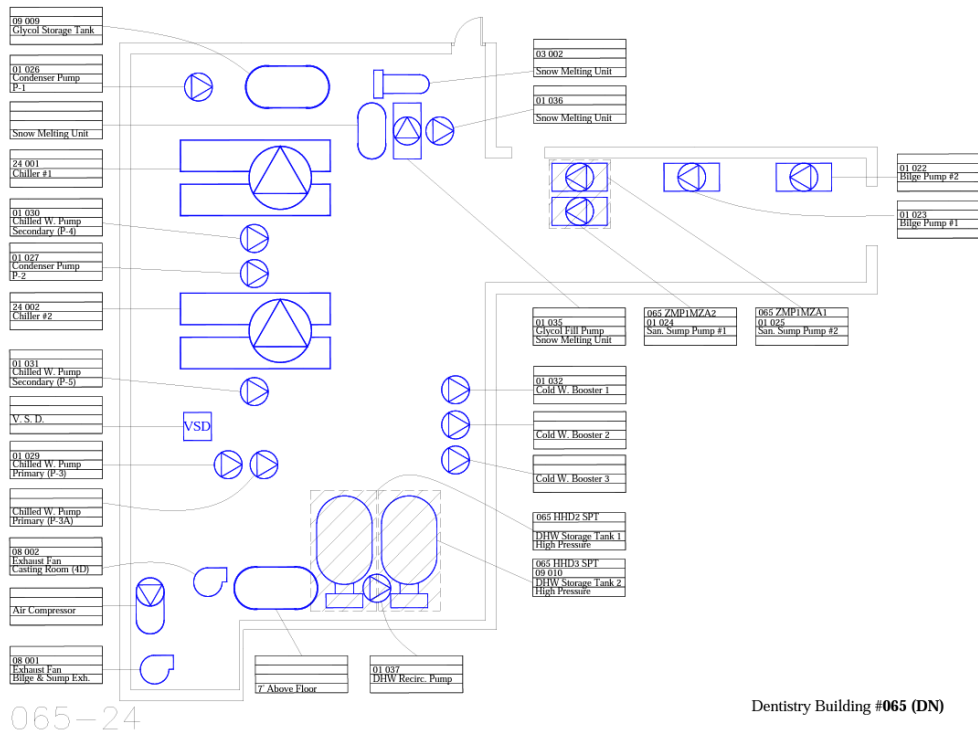 09 009
Glycol Storage Tank
01 026
Condenser Pump
P-1
Snow Melting Unit
24 001
Chiller #1
01 030
Chilled W. Pump
Secondary (P-4)
01 027
Condenser Pump
P-2
24 002
Chiller #2
01 031
Chilled W. Pump
Secondary (P-5)
V. S. D.
01 029
Chilled W. Pump
Primary (P-3)
Chilled W. Pump
Primary (P-3A)
08 002
Exhaust Fan
Casting Room (4D)
Air Compressor
08 001
Exhaust Fan
Bilge & Sump Exh.
VSD
03 002
Snow Melting Unit
01 036
Snow Melting Unit
01 022
Bilge Pump #2
01 023
Bilge Pump #1
01 035
Glycol Fill Pump
Snow Melting Unit
065 ZMP1MZA2
01 024
San. Sump Pump #1
065 ZMP1MZA1
01 025
San. Sump Pump #2
01 032
Cold W. Booster 1
Cold W. Booster 2
Cold W. Booster 3
065 HHD2 SPT
DHW Storage Tank 1
High Pressure
065 HHD3 SPT
09 010
DHW Storage Tank 2
High Pressure
7' Above Floor
01 037
DHW Recirc. Pump
065-24
Dentistry Building #065 (DN)